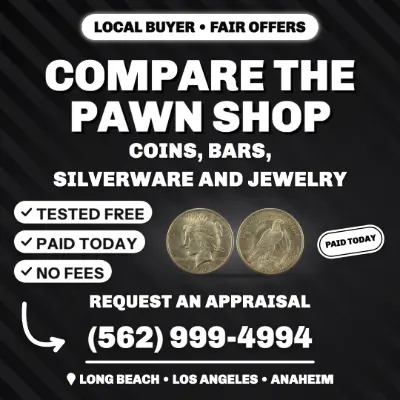 LOCAL BUYER • FAIR OFFERS
COMPARE THE
PAWN SHOP
COINS, BARS,
SILVERWARE AND JEWELRY
TESTED FREE
PAID TODAY
NO FEES
PAID TODAY
REQUEST AN APPRAISAL
(562) 999-4994
LONG BEACH • LOS ANGELES • ANAHEIM